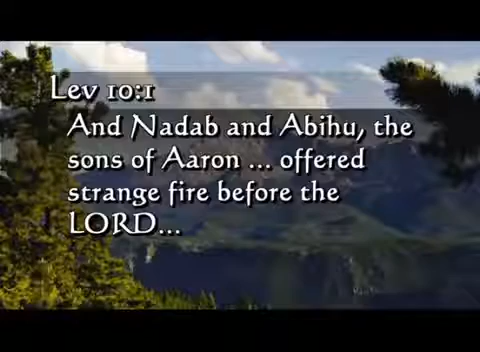 Lev 10:1
And Nadab and Abihu, the
sons of Aaron ... offered
strange fire before the
LORD...